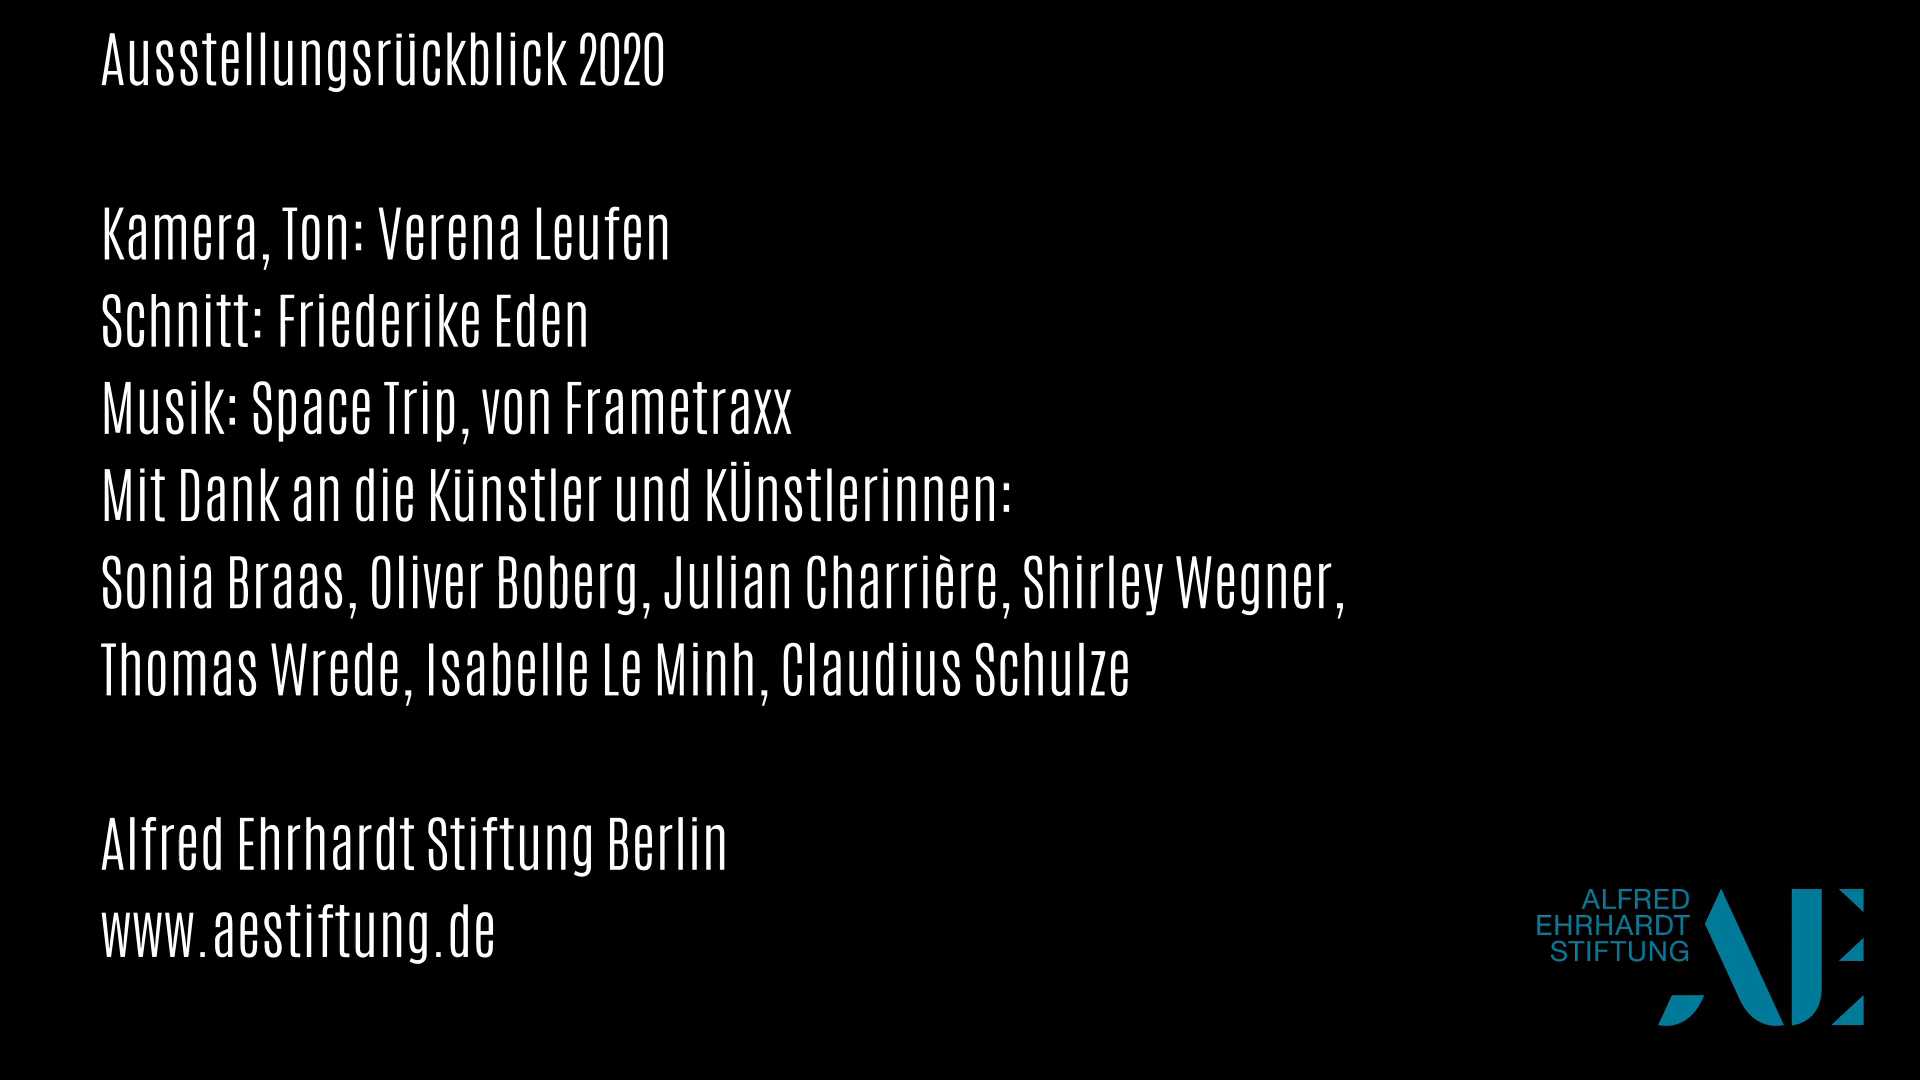 Ausstellungsrückblick 2020
Kamera, Ton: Verena Leufen
Schnitt: Friederike Eden
Musik: Space Trip, von Frametraxx
Mit Dank an die Künstler und KÜnstlerinnen:
Sonia Braas, Oliver Boberg, Julian Charrière, Shirley Wegner,
Thomas Wrede, Isabelle Le Minh, Claudius Schulze
Alfred Ehrhardt Stiftung Berlin
www.aestiftung.de
ALFRED
EHRHARDT
STIFTUNG
AE